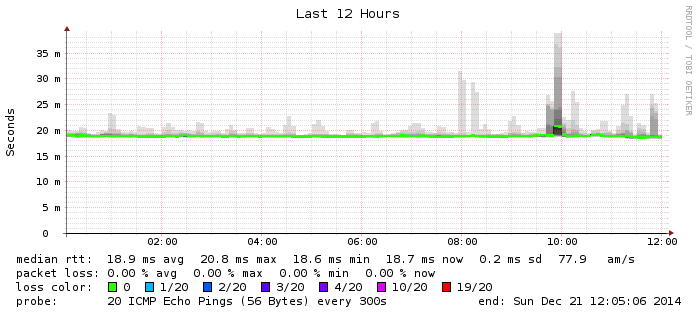 Last 12 Hours
RRDTOOL / TOBI OETIKER
Seconds
35 m
30 m
25 m
20 m
15 m
10 m
5 m
0
02:00 04:00 06:00 08:00 10:00 12:00
median rtt: 18.9 ms avg 20.8 ms max 18.6 ms min 18.7 ms now 0.2 ms sd 77.9 am/s
packet loss: 0.00 % avg 0.00 % max 0.00 % min 0.00 % now
loss color: 0 1/20 2/20 3/20 4/20 10/20 19/20
probe: 20 ICMP Echo Pings (56 Bytes) every 300s end: Sun Dec 21 12:05:06 2014